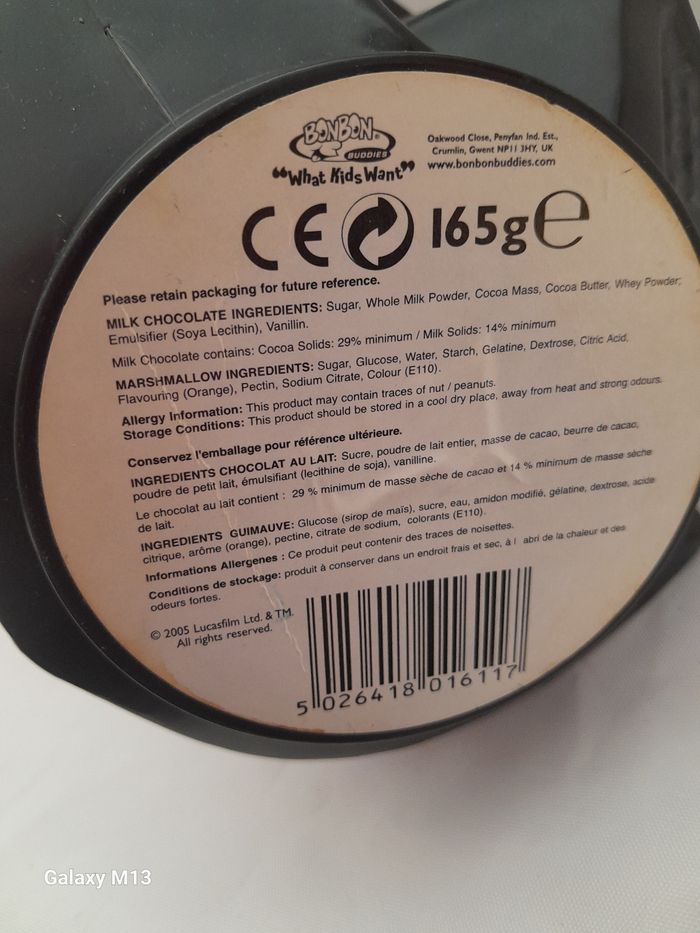 BONBON
BUDDIES
"What Kids Want"
Oakwood Close, Penyfan Ind. Est.,
Crumlin, Gwent NP11 3HY, UK
www.bonbonbuddies.com
CE 165g e
Please retain packaging for future reference.
MILK CHOCOLATE INGREDIENTS: Sugar, Whole Milk Powder, Cocoa Mass, Cocoa Butter, Whey Powder,
Emulsifier (Soya Lecithin), Vanillin.
Milk Chocolate contains: Cocoa Solids: 29% minimum / Milk Solids: 14% minimum
MARSHMALLOW INGREDIENTS: Sugar, Glucose, Water, Starch, Gelatine, Dextrose, Citric Acid,
Flavouring (Orange), Pectin, Sodium Citrate, Colour (E110).
Allergy Information: This product may contain traces of nut / peanuts.
Storage Conditions: This product should be stored in a cool dry place, away from heat and strong odours.
Conservez l'emballage pour référence ultérieure.
INGREDIENTS CHOCOLAT AU LAIT: Sucre, poudre de lait entier, masse de cacao, beurre de cacao,
poudre de petit lait, émulsifiant (lecithine de soja), vanilline.
Le chocolat au lait contient : 29 % minimum de masse sèche de cacao et 14 % minimum de masse sèche
de lait.
INGREDIENTS GUIMAUVE: Glucose (sirop de maïs), sucre, eau, amidon modifié, gélatine, dextrose, acide
citrique, arôme (orange), pectine, citrate de sodium, colorants (E110).
Informations Allergenes : Ce produit peut contenir des traces de noisettes.
Conditions de stockage: produit à conserver dans un endroit frais et sec, à l abri de la chaleur et des
odeurs fortes.
© 2005 Lucasfilm Ltd. & TM.
All rights reserved.
5 026418 016117
Galaxy M13